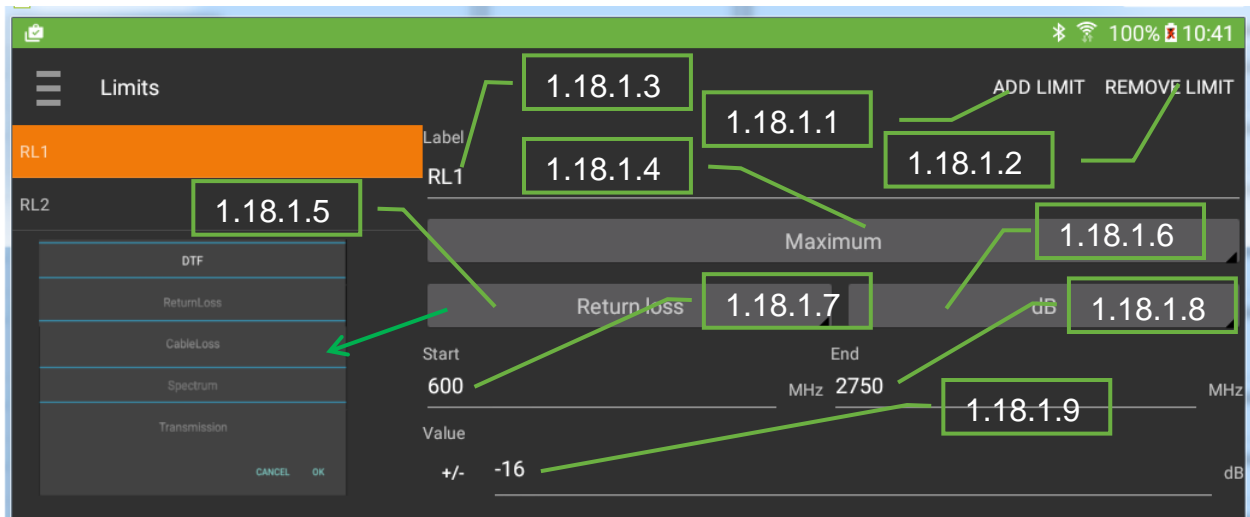 100% 10:41
Limits
1.18.1.3
ADD LIMIT REMOVE LIMIT
1.18.1.1
Label
RL1
1.18.1.4
1.18.1.2
RL1
RL2
1.18.1.5
Maximum
1.18.1.6
DTF
ReturnLoss
CableLoss
Spectrum
Transmission
CANCEL OK
Return loss
1.18.1.7
dB
1.18.1.8
Start
End
600
MHz
2750
MHz
1.18.1.9
Value
+/-
-16
dB